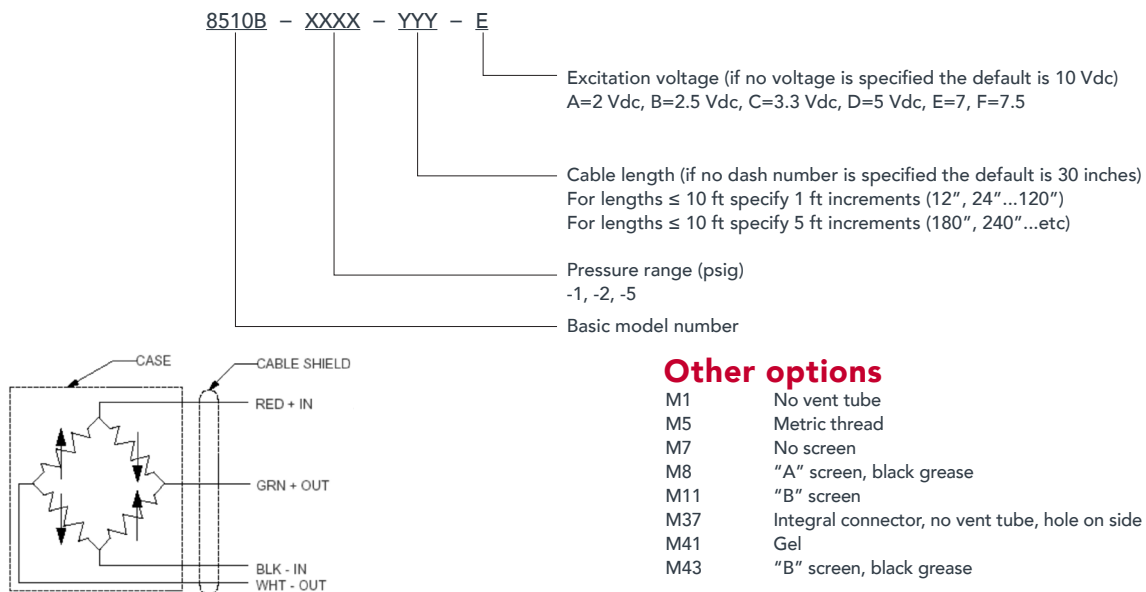 8510B – XXXX – YYY – E
Excitation voltage (if no voltage is specified the default is 10 Vdc)
A=2 Vdc, B=2.5 Vdc, C=3.3 Vdc, D=5 Vdc, E=7, F=7.5
Cable length (if no dash number is specified the default is 30 inches)
For lengths ≤ 10 ft specify 1 ft increments (12”, 24”...120”)
For lengths ≤ 10 ft specify 5 ft increments (180”, 240”...etc)
Pressure range (psig)
-1, -2, -5
Basic model number
CASE
CABLE SHIELD
RED + IN
GRN + OUT
BLK - IN
WHT - OUT
Other options
M1 No vent tube
M5 Metric thread
M7 No screen
M8 “A” screen, black grease
M11 “B” screen
M37 Integral connector, no vent tube, hole on side
M41 Gel
M43 “B” screen, black grease